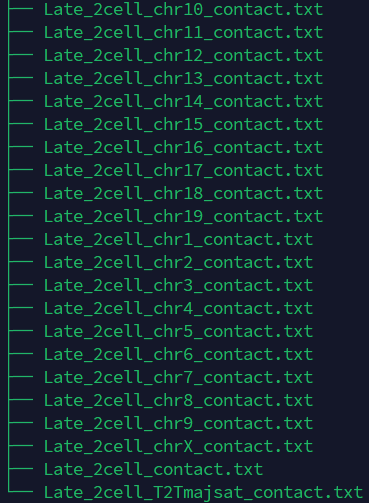 ├── Late_2cell_chr10_contact.txt
├── Late_2cell_chr11_contact.txt
├── Late_2cell_chr12_contact.txt
├── Late_2cell_chr13_contact.txt
├── Late_2cell_chr14_contact.txt
├── Late_2cell_chr15_contact.txt
├── Late_2cell_chr16_contact.txt
├── Late_2cell_chr17_contact.txt
├── Late_2cell_chr18_contact.txt
├── Late_2cell_chr19_contact.txt
├── Late_2cell_chr1_contact.txt
├── Late_2cell_chr2_contact.txt
├── Late_2cell_chr3_contact.txt
├── Late_2cell_chr4_contact.txt
├── Late_2cell_chr5_contact.txt
├── Late_2cell_chr6_contact.txt
├── Late_2cell_chr7_contact.txt
├── Late_2cell_chr8_contact.txt
├── Late_2cell_chr9_contact.txt
├── Late_2cell_chrX_contact.txt
├── Late_2cell_contact.txt
└── Late_2cell_T2Tmajsat_contact.txt